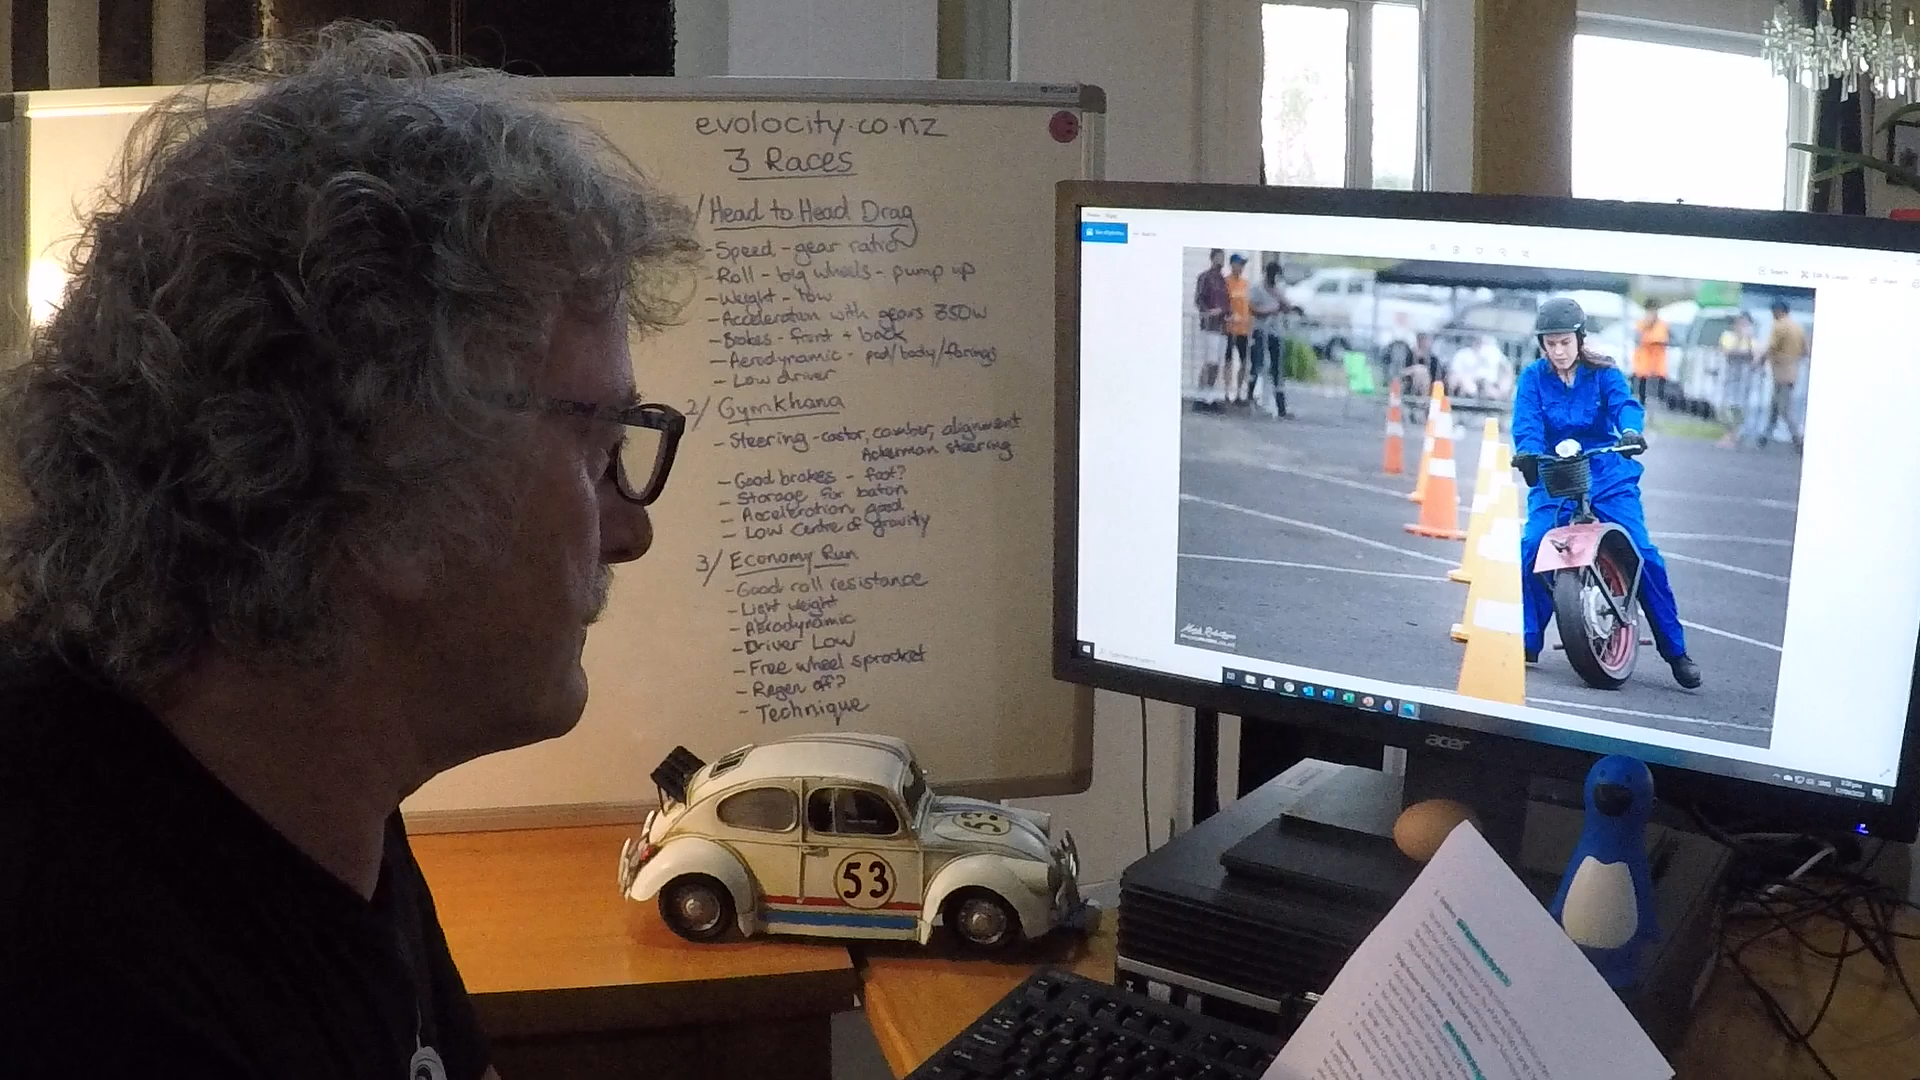 evolocity.co.nz
3 Races
1/ Head to Head Drag
- Speed - gear ratio
- Roll - big wheels - pump up
- Weight - low
- Acceleration with gears 350W
- Brakes - front + back
- Aerodynamic - pod/body/farings
- Low driver
2/ Gymkhana
- Steering - castor, camber, alignment
Ackerman steering
- Good brakes - foot?
- Storage for baton
- Acceleration good
- Low centre of gravity
3/ Economy Run
- Good roll resistance
- Light weight
- Aerodynamic
- Driver Low
- Free wheel sprocket
- Regen off?
- Technique
acer
53
53